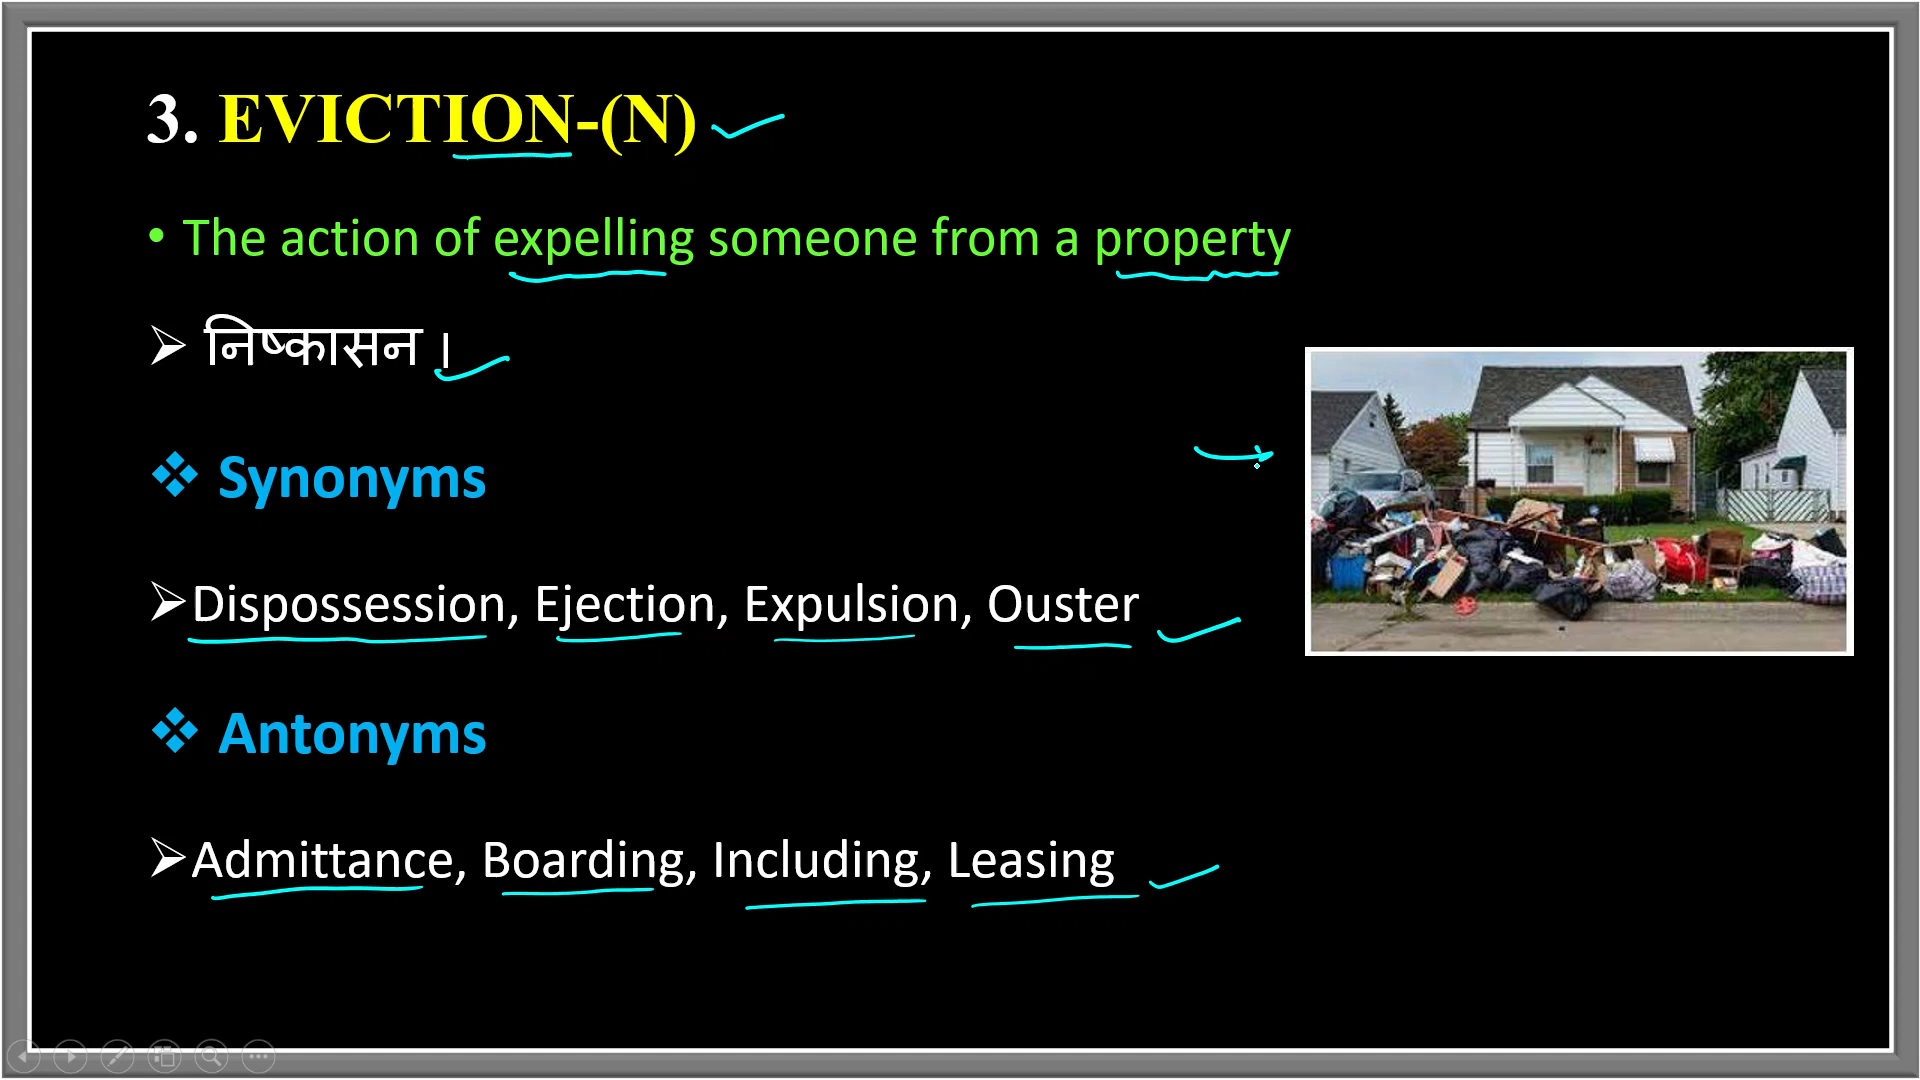 3. EVICTION-(N)
• The action of expelling someone from a property
➢ निष्कासन ।
❖ Synonyms
➢Dispossession, Ejection, Expulsion, Ouster
❖ Antonyms
➢Admittance, Boarding, Including, Leasing